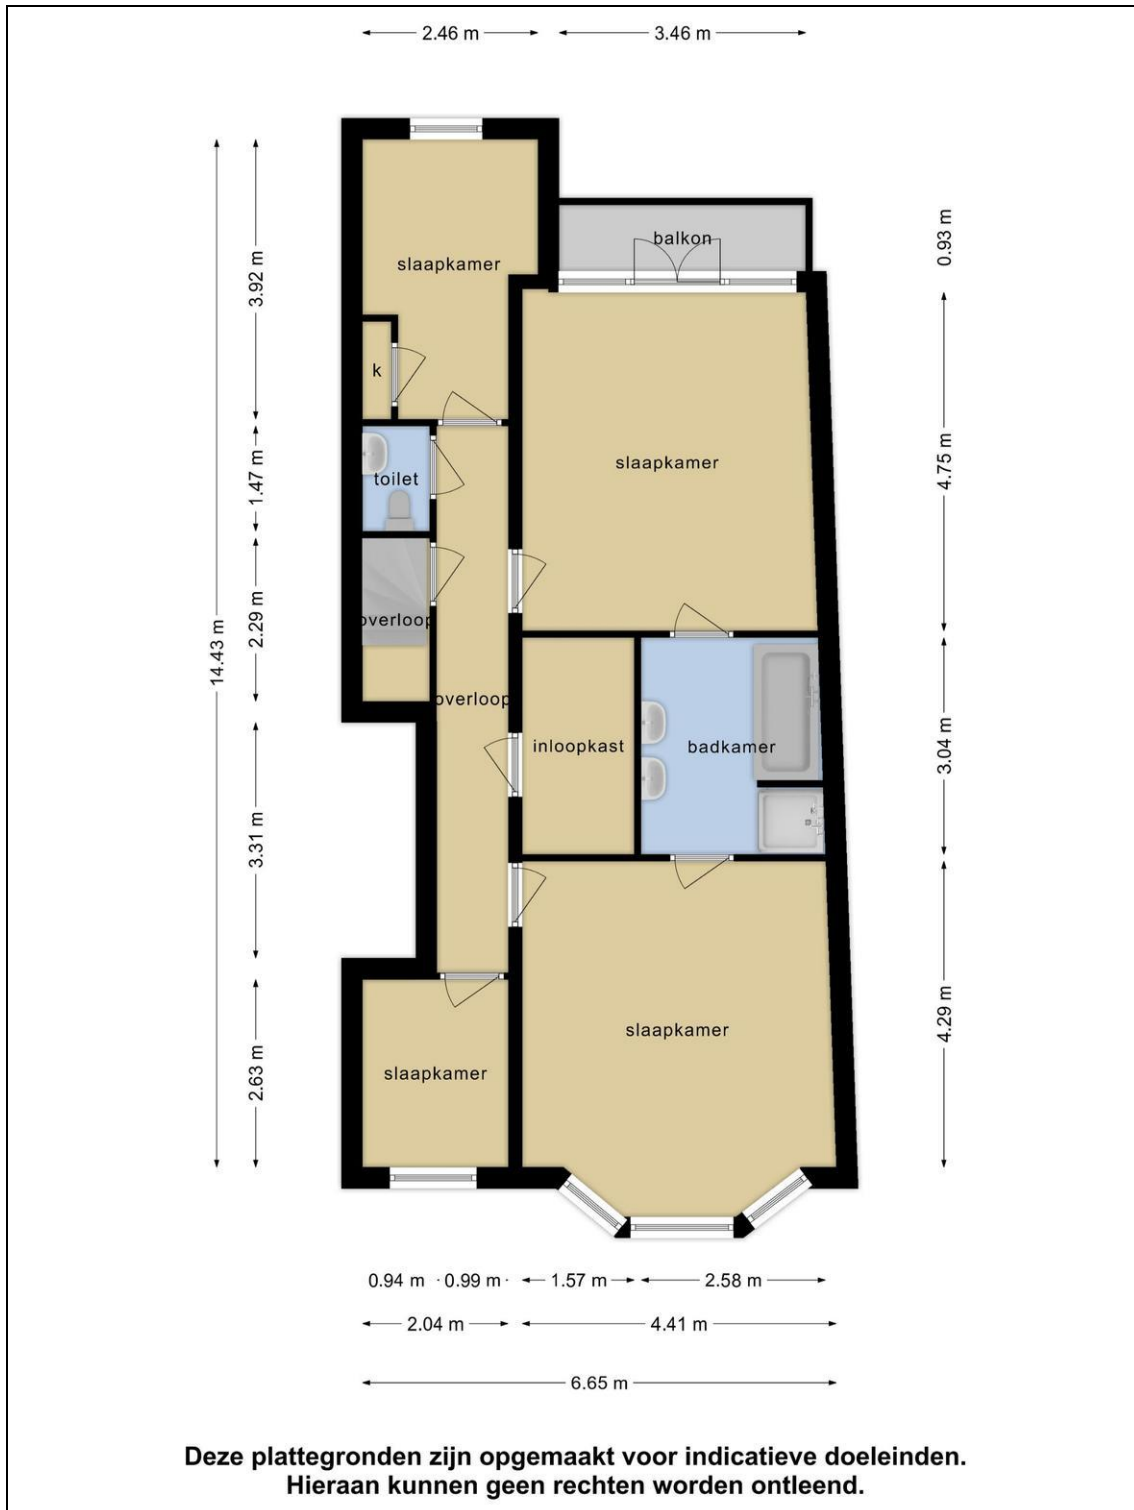 2.46 m
3.46 m
balkon
0.93 m
slaapkamer
3.92 m
k
slaapkamer
4.75 m
toilet
1.47 m
overloop
2.29 m
14.43 m
overloop
inloopkast
badkamer
3.04 m
3.31 m
slaapkamer
4.29 m
slaapkamer
2.63 m
0.94 m
0.99 m
1.57 m
2.58 m
2.04 m
4.41 m
6.65 m
Deze plattegronden zijn opgemaakt voor indicatieve doeleinden.
Hieraan kunnen geen rechten worden ontleend.